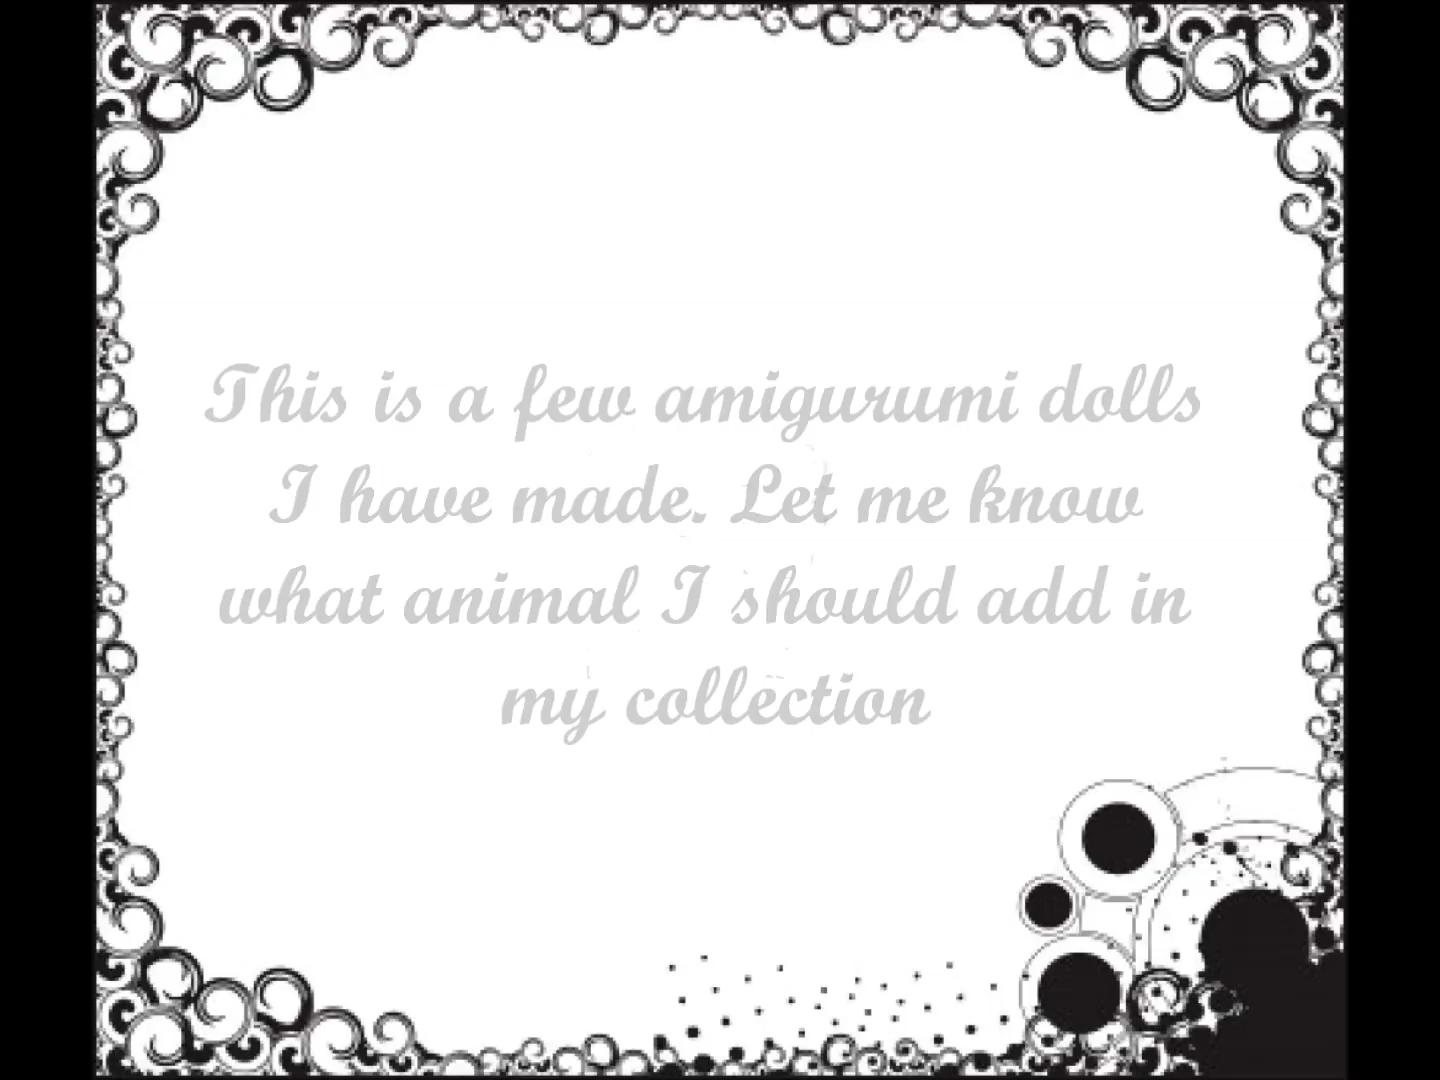 This is a few amigurumi dolls
I have made. Let me know
what animal I should add in
my collection